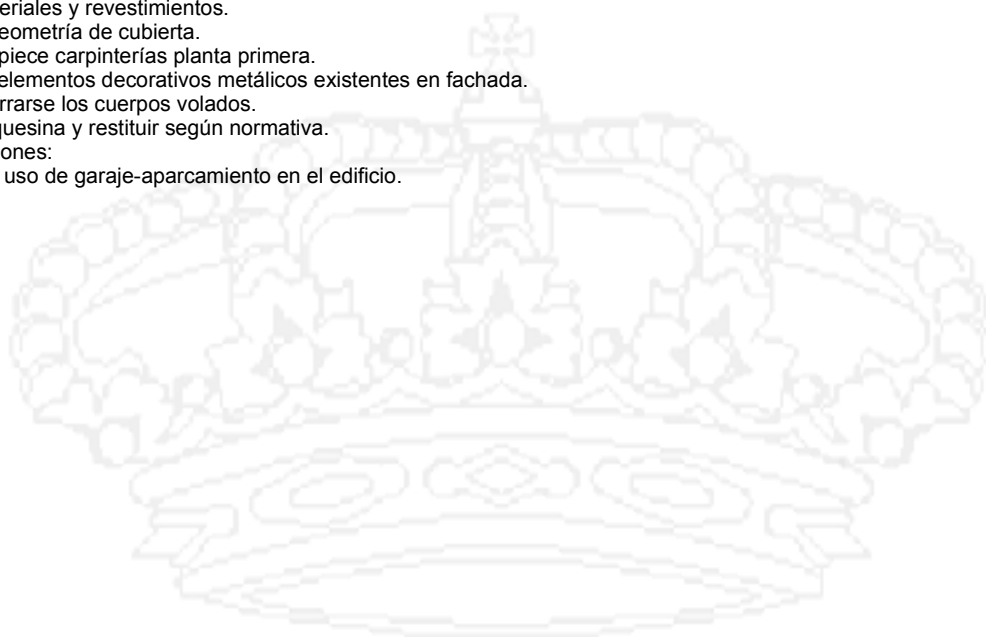 eriales y revestimientos.
eometría de cubierta.
piece carpinterías planta primera.
elementos decorativos metálicos existentes en fachada.
rrarse los cuerpos volados.
quesina y restituir según normativa.
ones:
uso de garaje-aparcamiento en el edificio.